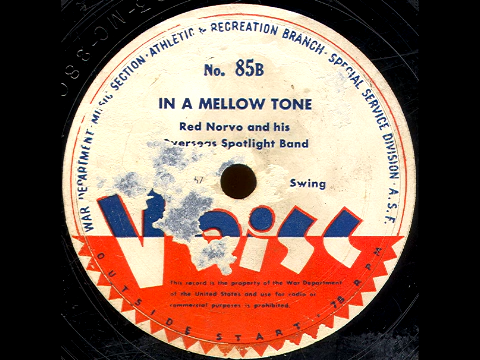 WAR DEPARTMENT · MUSIC SECTION · ATHLETIC & RECREATION BRANCH · SPECIAL SERVICE DIVISION · A.S.F.
No. 85B
IN A MELLOW TONE
Red Norvo and his
Overseas Spotlight Band
Swing
V Disc
This record is the property of the War Department
of the United States and use for radio or
commercial purposes is prohibited.
OUTSIDE START · 78 RPM